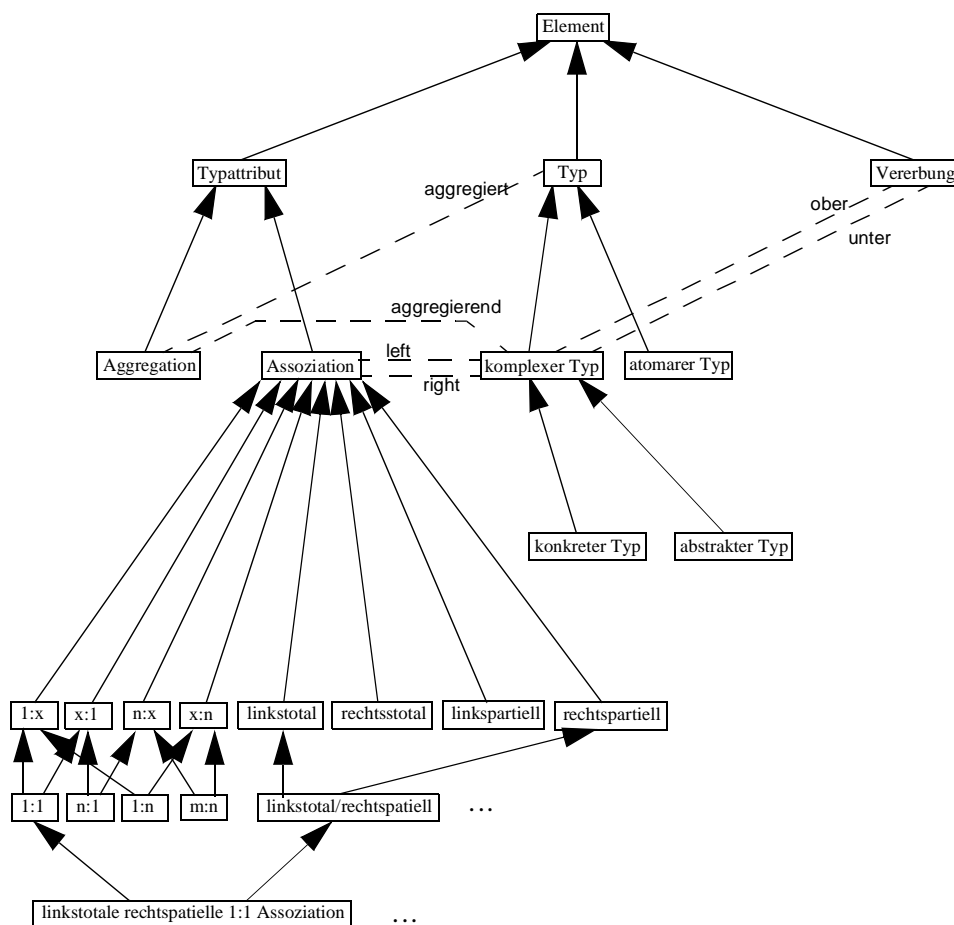 Element
Typattribut
Typ
Vererbung
aggregiert
ober
unter
aggregierend
left
Aggregation
Assoziation
komplexer Typ
atomarer Typ
right
konkreter Typ
abstrakter Typ
1:x
x:1
n:x
x:n
linkstotal
rechtsstotal
linkspartiell
rechtspartiell
1:1
n:1
1:n
m:n
linkstotal/rechtspatiell
...
linkstotale rechtspatielle 1:1 Assoziation
...